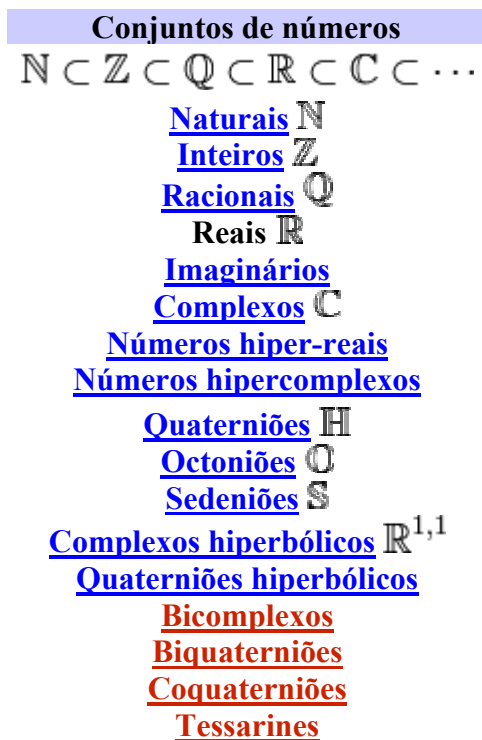 Conjuntos de números
ℕ ⊂ ℤ ⊂ ℚ ⊂ ℝ ⊂ ℂ ⊂ ⋯
Naturais ℕ
Inteiros ℤ
Racionais ℚ
Reais ℝ
Imaginários
Complexos ℂ
Números hiper-reais
Números hipercomplexos
Quaterniões ℍ
Octoniões 𝕆
Sedeniões 𝕊
Complexos hiperbólicos ℝ¹,¹
Quaterniões hiperbólicos
Bicomplexos
Biquaterniões
Coquaterniões
Tessarines